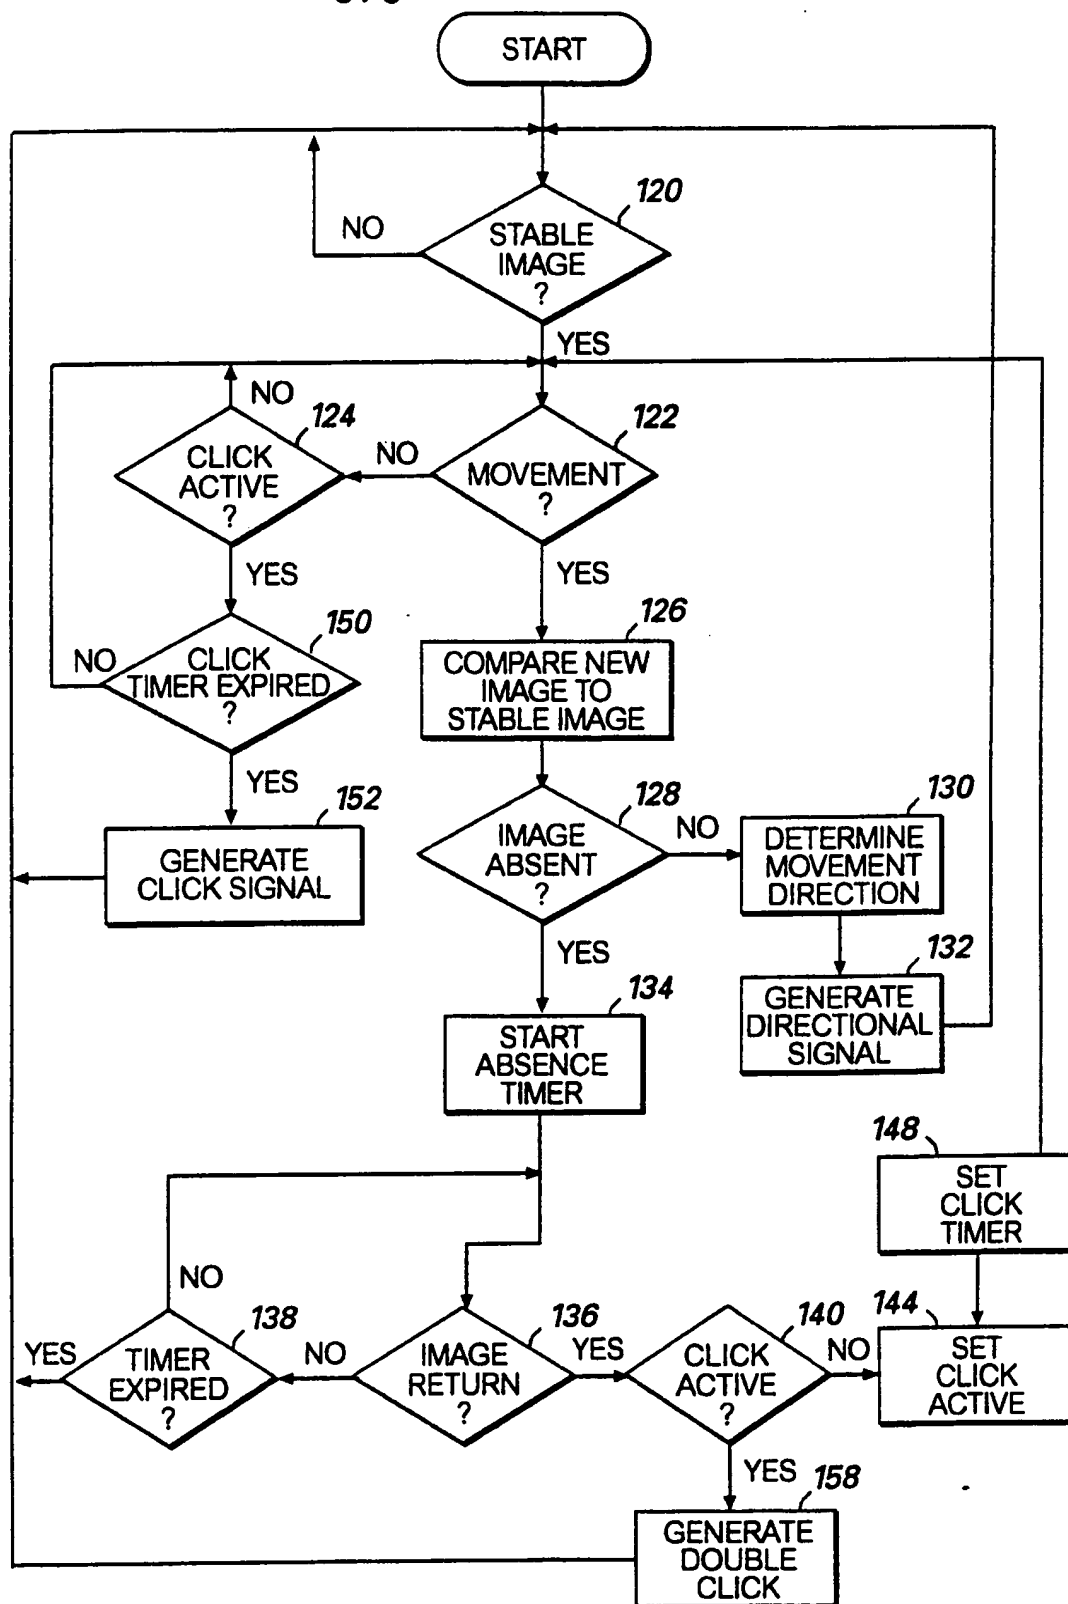 START
120
NO
STABLE
IMAGE
?
YES
NO
124
122
CLICK
ACTIVE
?
NO
MOVEMENT
?
YES
YES
150
126
NO
CLICK
TIMER EXPIRED
?
COMPARE NEW
IMAGE TO
STABLE IMAGE
YES
152
128
130
GENERATE
CLICK SIGNAL
IMAGE
ABSENT
?
NO
DETERMINE
MOVEMENT
DIRECTION
YES
132
134
GENERATE
DIRECTIONAL
SIGNAL
START
ABSENCE
TIMER
148
SET
CLICK
TIMER
NO
138
136
140
144
YES
TIMER
EXPIRED
?
NO
IMAGE
RETURN
?
YES
CLICK
ACTIVE
?
NO
SET
CLICK
ACTIVE
YES
158
GENERATE
DOUBLE
CLICK